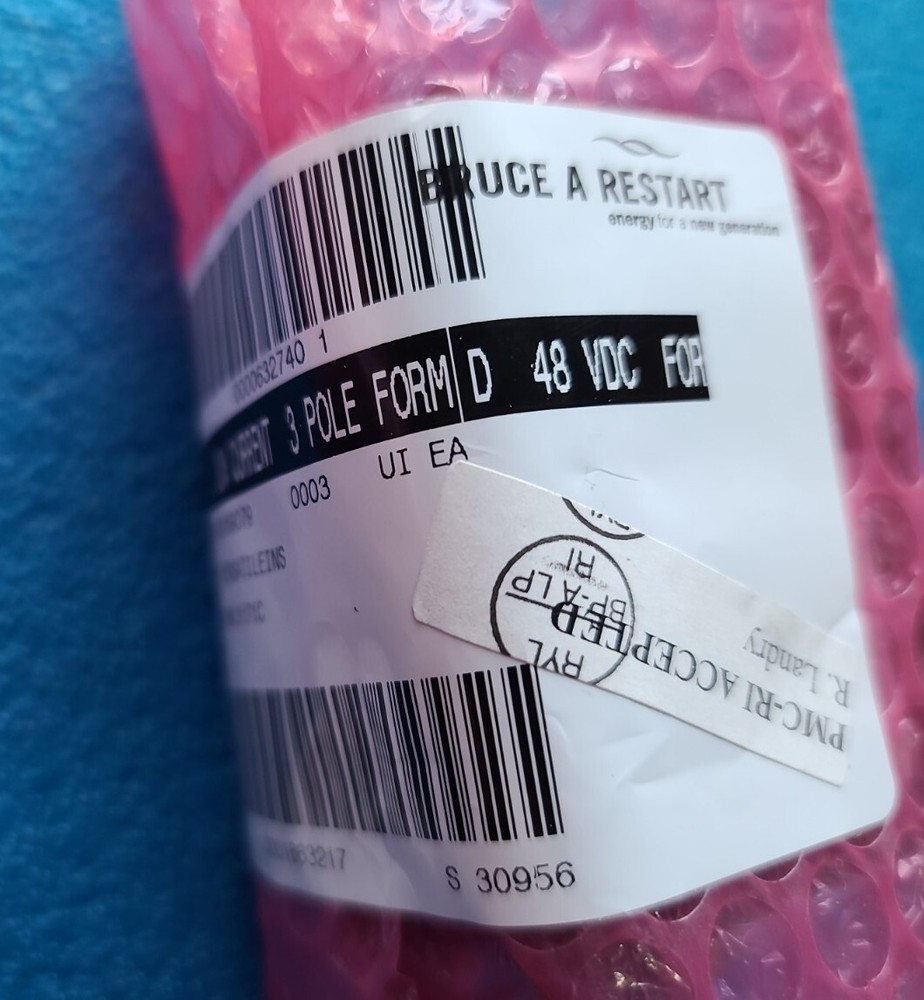 BRUCE A RESTART
energy for a new generation
0000632740 1
CURRENT 3 POLE FORM D 48 VDC FOR
0003 UI EA
RYL
BP-A LP
RI
PMC-RI ACCEPTED
R. Landry
S 30956